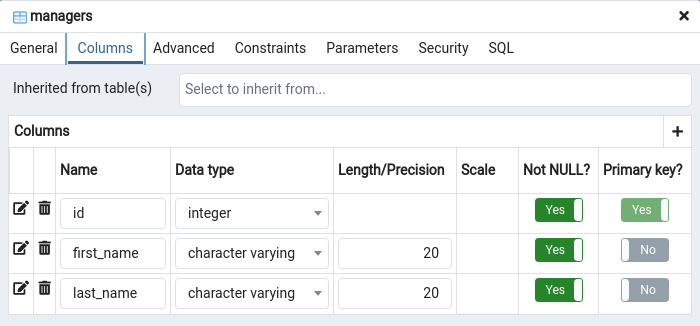 managers
General Columns Advanced Constraints Parameters Security SQL
Inherited from table(s) Select to inherit from...
Columns
Name Data type Length/Precision Scale Not NULL? Primary key?
id integer Yes Yes
first_name character varying 20 Yes No
last_name character varying 20 Yes No